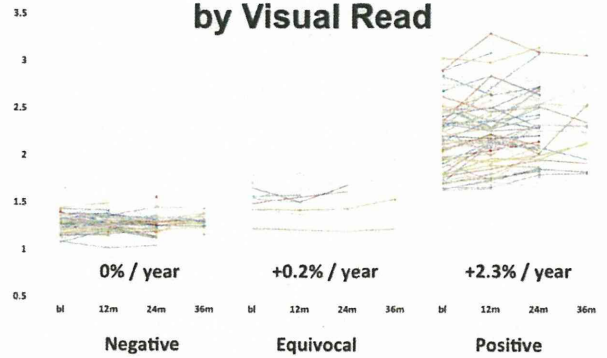 by Visual Read
3.5
3
2.5
2
1.5
1
0.5
0% / year
+0.2% / year
+2.3% / year
bl 12m 24m 36m bl 12m 24m 36m bl 12m 24m 36m
Negative Equivocal Positive